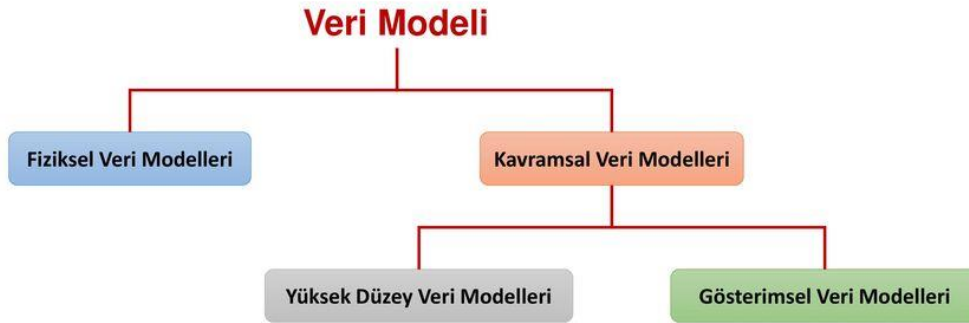 Veri Modeli
Fiziksel Veri Modelleri
Kavramsal Veri Modelleri
Yüksek Düzey Veri Modelleri
Gösterimsel Veri Modelleri